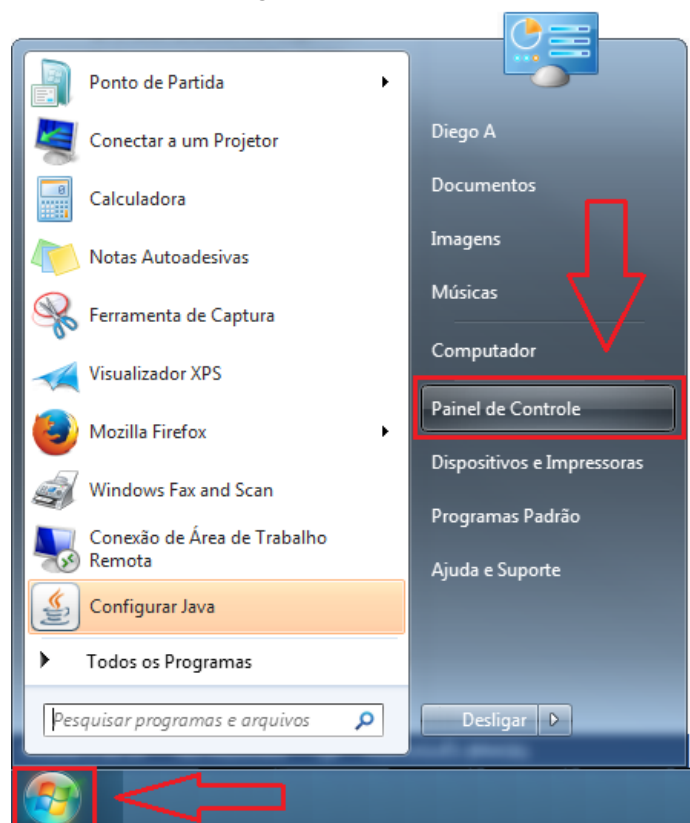 Ponto de Partida
Conectar a um Projetor
Calculadora
Notas Autoadesivas
Ferramenta de Captura
Visualizador XPS
Mozilla Firefox
Windows Fax and Scan
Conexão de Área de Trabalho
Remota
Configurar Java
Todos os Programas
Pesquisar programas e arquivos
Diego A
Documentos
Imagens
Músicas
Computador
Painel de Controle
Dispositivos e Impressoras
Programas Padrão
Ajuda e Suporte
Desligar